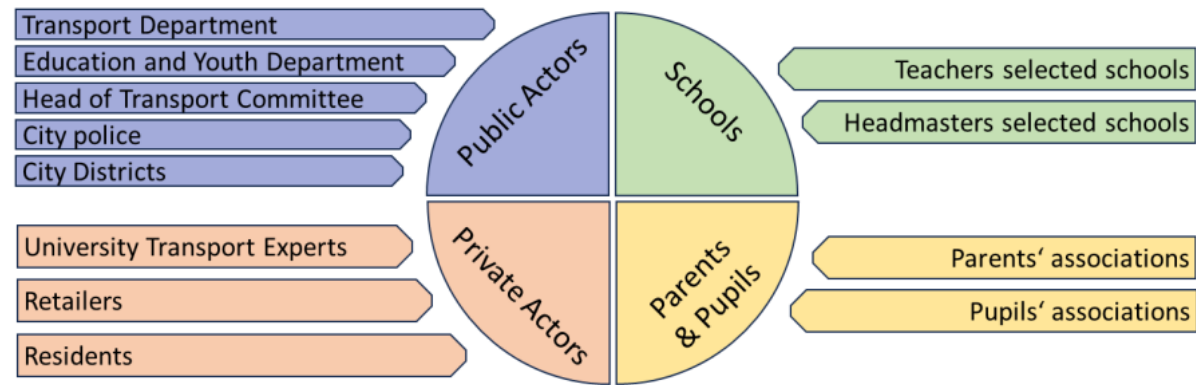 Transport Department
Education and Youth Department
Head of Transport Committee
City police
City Districts
Public Actors
Schools
Teachers selected schools
Headmasters selected schools
University Transport Experts
Retailers
Residents
Private Actors
Parents
& Pupils
Parents‘ associations
Pupils‘ associations